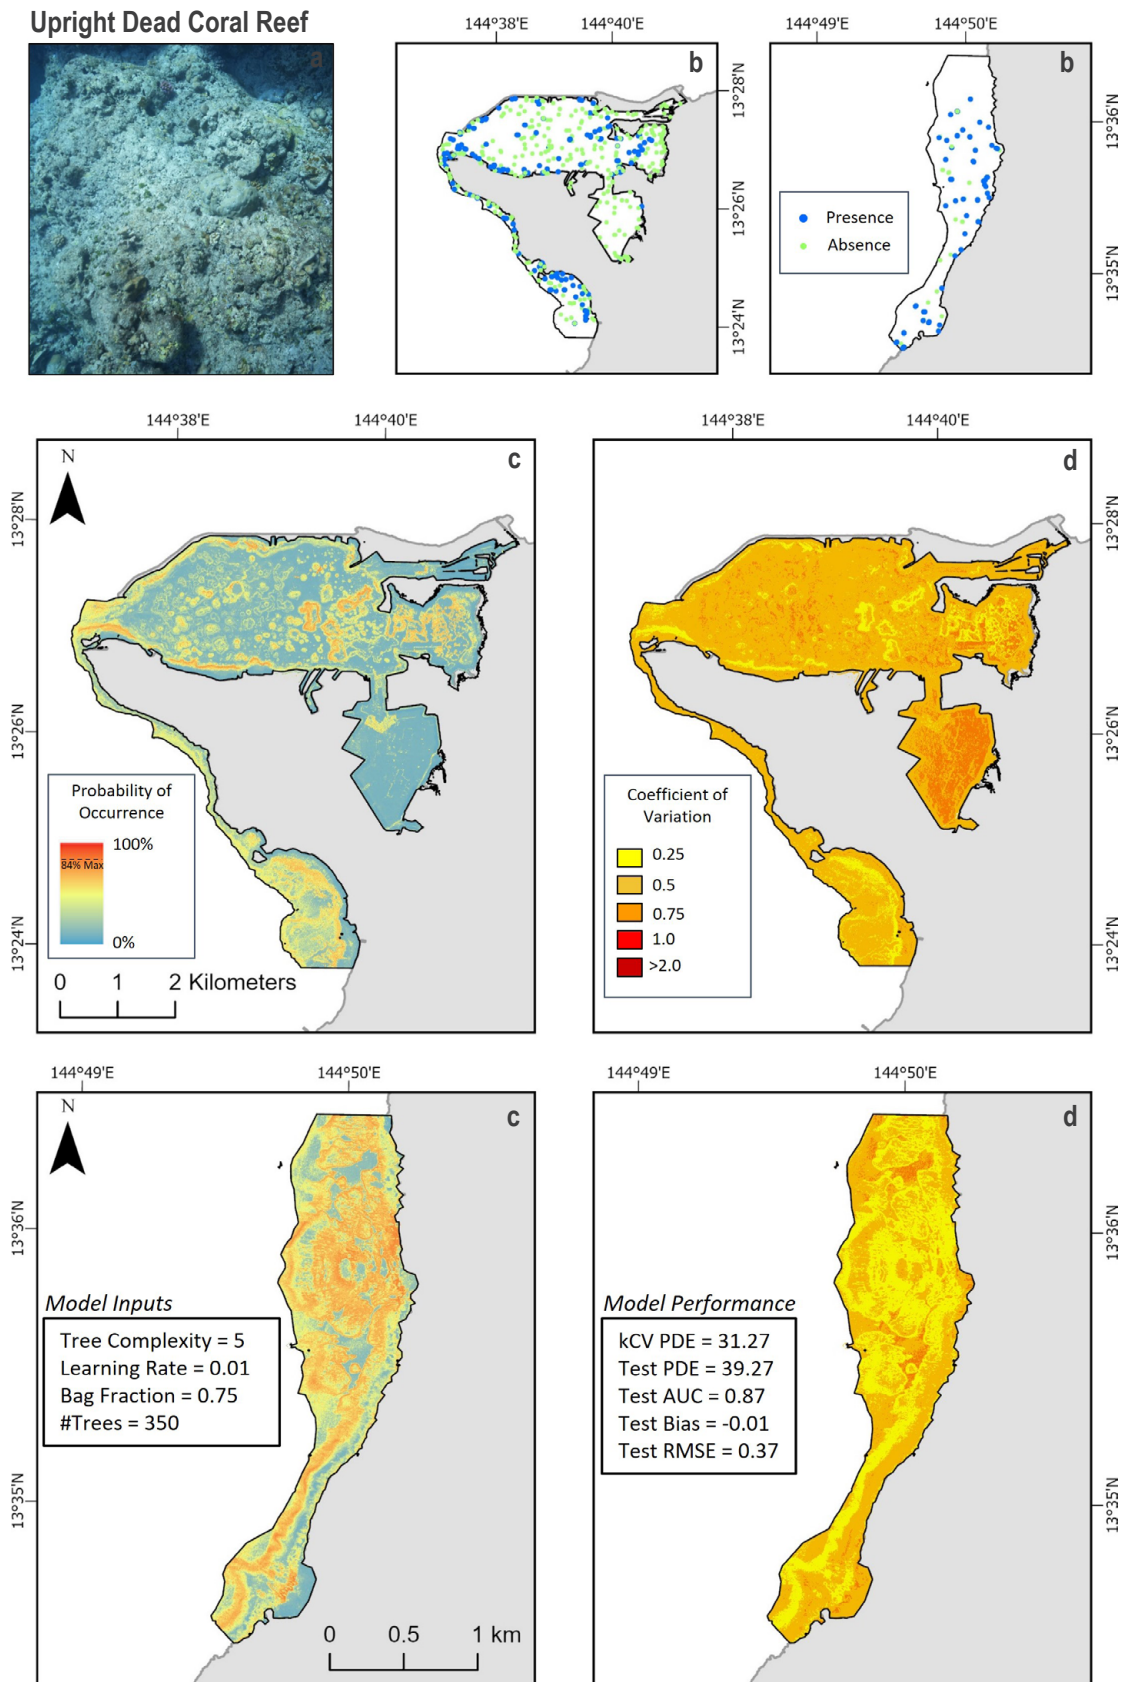 Upright Dead Coral Reef
a
144°38'E
144°40'E
b
13°28'N
13°26'N
13°24'N
144°49'E
144°50'E
b
Presence
Absence
13°36'N
13°35'N
144°38'E
144°40'E
c
N
13°28'N
13°26'N
13°24'N
Probability of
Occurrence
100%
84% Max
0%
0 1 2 Kilometers
144°38'E
144°40'E
d
13°28'N
13°26'N
13°24'N
Coefficient of
Variation
0.25
0.5
0.75
1.0
>2.0
144°49'E
144°50'E
c
N
13°36'N
13°35'N
Model Inputs
Tree Complexity = 5
Learning Rate = 0.01
Bag Fraction = 0.75
#Trees = 350
0 0.5 1 km
144°49'E
144°50'E
d
13°36'N
13°35'N
Model Performance
kCV PDE = 31.27
Test PDE = 39.27
Test AUC = 0.87
Test Bias = -0.01
Test RMSE = 0.37